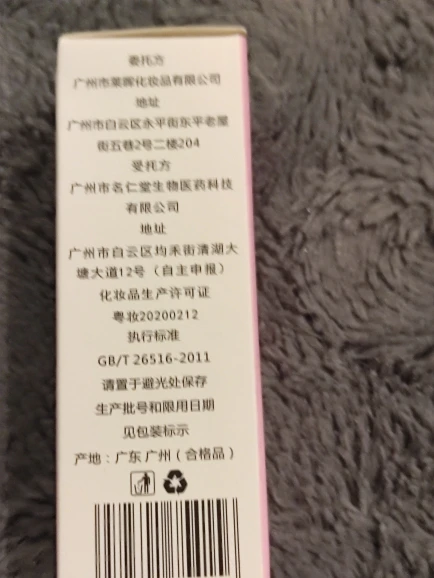 委托方
广州市莱晖化妆品有限公司
地址
广州市白云区永平街东平老屋
街五巷2号二楼204
受托方
广州市名仁堂生物医药科技
有限公司
地址
广州市白云区均禾街清湖大
塘大道12号（自主申报）
化妆品生产许可证
粤妆20200212
执行标准
GB/T 26516-2011
请置于避光处保存
生产批号和限用日期
见包装标示
产地：广东 广州（合格品）